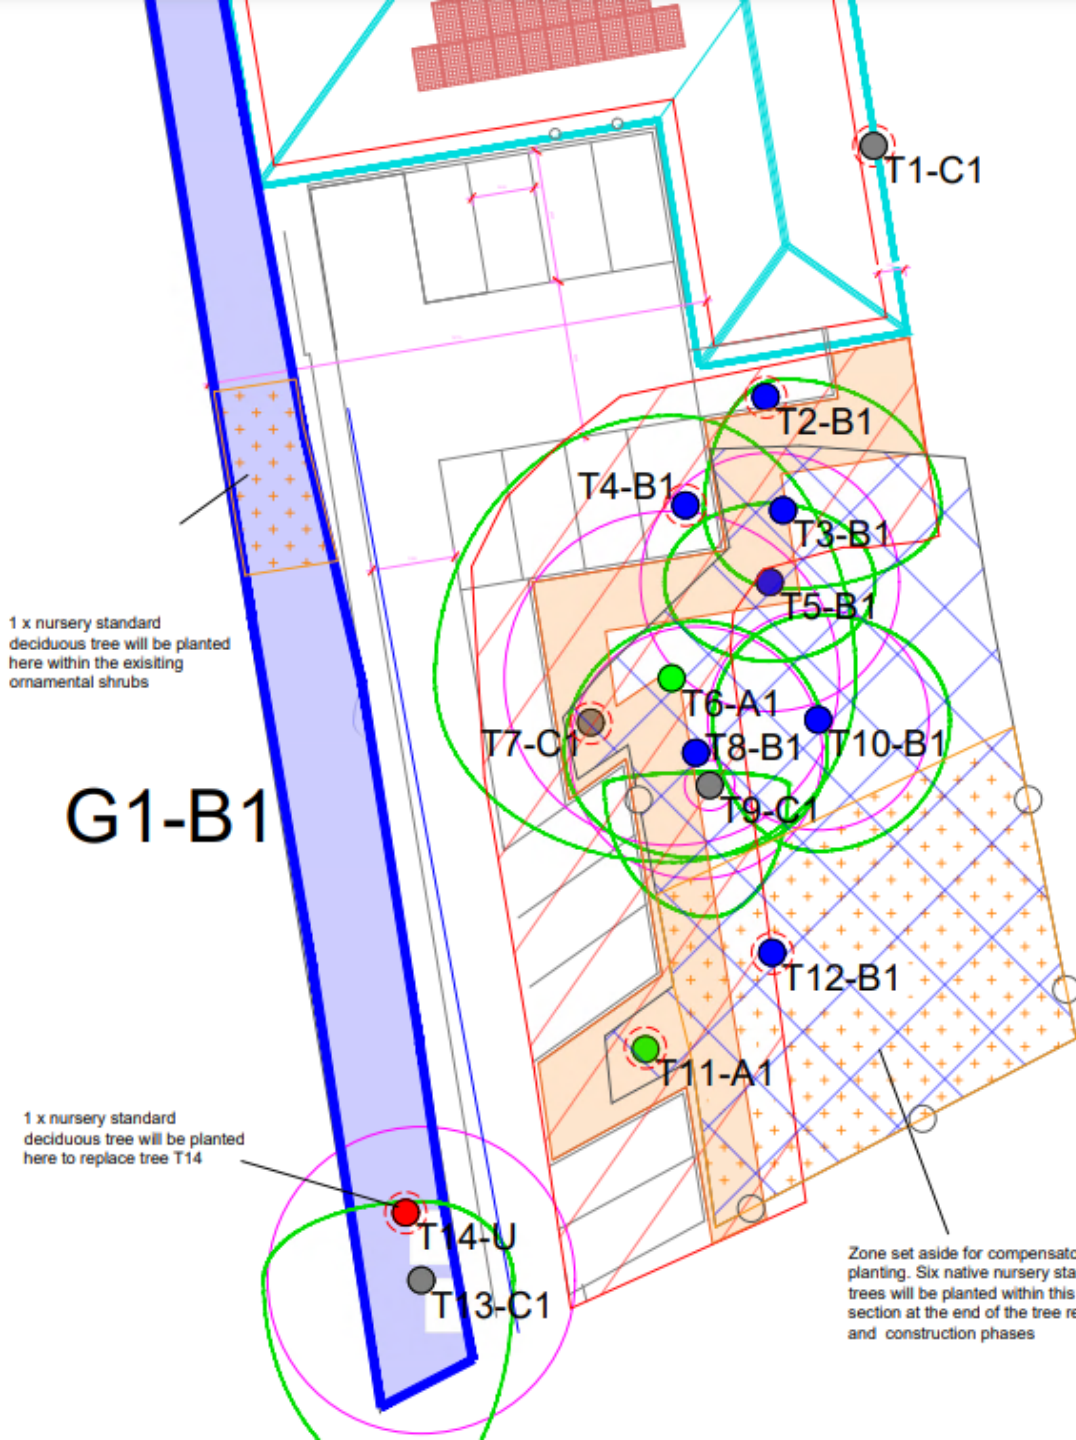 T1-C1
T2-B1
T4-B1
T3-B1
T5-B1
1 x nursery standard
deciduous tree will be planted
here within the exisiting
ornamental shrubs
T6-A1
T7-C1
T8-B1
T10-B1
T9-C1
G1-B1
T12-B1
T11-A1
1 x nursery standard
deciduous tree will be planted
here to replace tree T14
T14-U
T13-C1
Zone set aside for compensato
planting. Six native nursery sta
trees will be planted within this
section at the end of the tree re
and construction phases